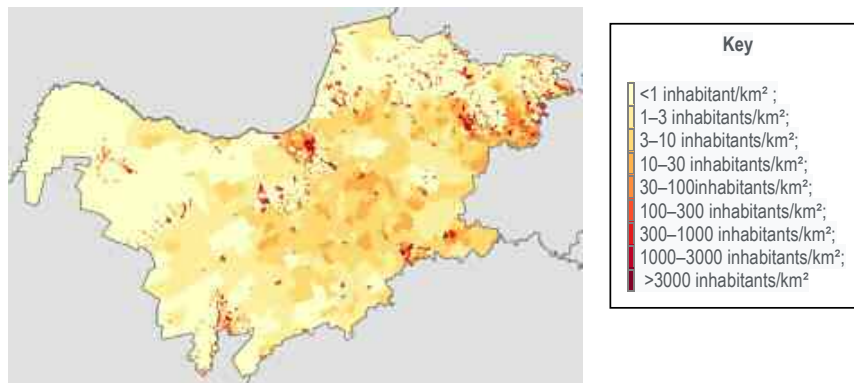 Key
<1 inhabitant/km² ;
1–3 inhabitants/km²;
3–10 inhabitants/km²;
10–30 inhabitants/km²;
30–100inhabitants/km²;
100–300 inhabitants/km²;
300–1000 inhabitants/km²;
1000–3000 inhabitants/km²;
>3000 inhabitants/km²